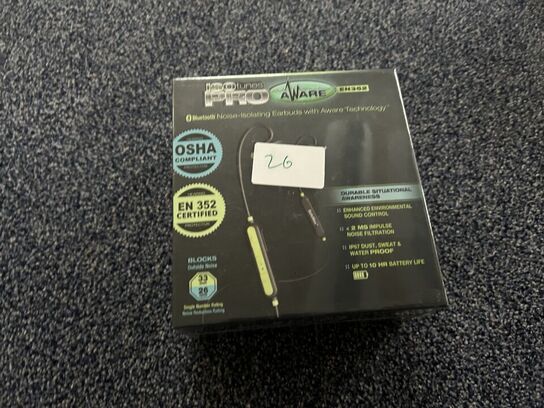 ISOtunes
PRO AWARE EN352
Bluetooth Noise-Isolating Earbuds with Aware Technology™
OSHA
COMPLIANT
26
EN 352
CERTIFIED
DURABLE SITUATIONAL
AWARENESS
:: ENHANCED ENVIRONMENTAL
SOUND CONTROL
:: < 2 MS IMPULSE
NOISE FILTRATION
:: IP67 DUST, SWEAT &
WATER PROOF
:: UP TO 10 HR BATTERY LIFE
BLOCKS
Outside Noise
33
26
Single Number Rating
Noise Reduction Rating